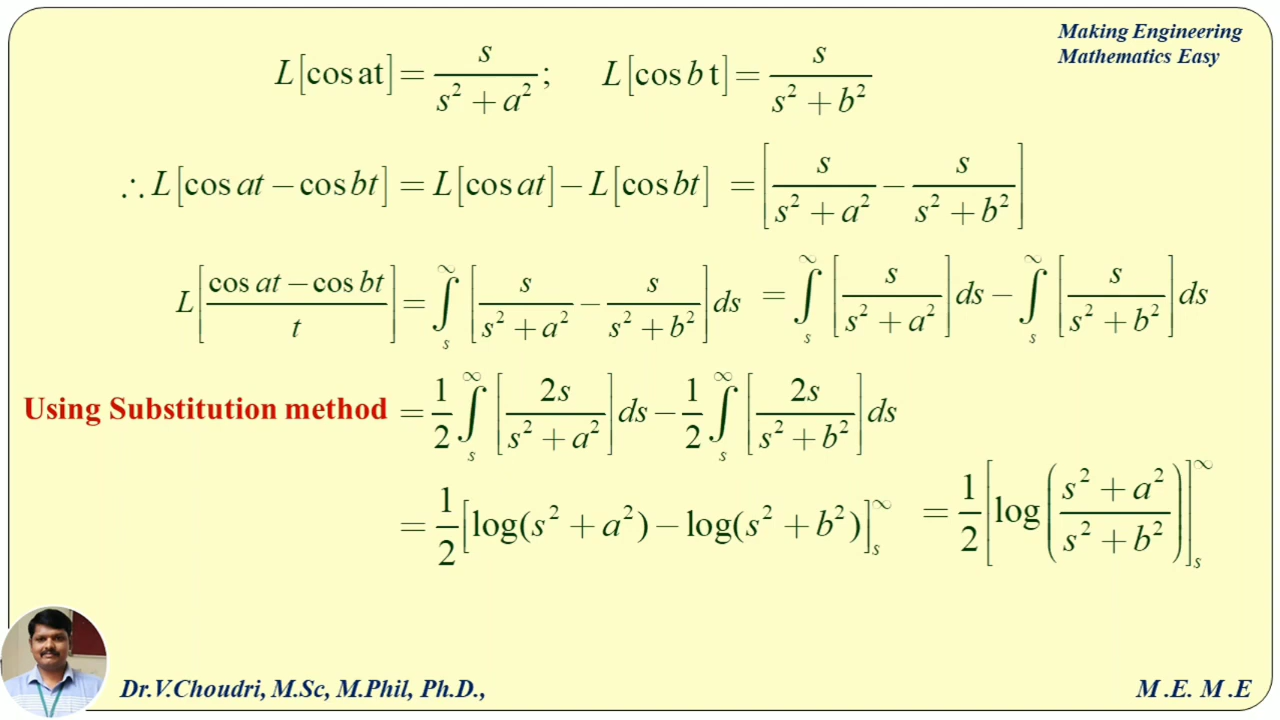 Making Engineering
Mathematics Easy
L[cos at] = s/(s² + a²); L[cos b t] = s/(s² + b²)
∴ L[cos at − cos bt] = L[cos at] − L[cos bt] = [s/(s² + a²) − s/(s² + b²)]
L[(cos at − cos bt)/t] = ∫ₛ^∞ [s/(s² + a²) − s/(s² + b²)] ds = ∫ₛ^∞ [s/(s² + a²)] ds − ∫ₛ^∞ [s/(s² + b²)] ds
Using Substitution method = 1/2 ∫ₛ^∞ [2s/(s² + a²)] ds − 1/2 ∫ₛ^∞ [2s/(s² + b²)] ds
= 1/2 [log(s² + a²) − log(s² + b²)]ₛ^∞ = 1/2 [log((s² + a²)/(s² + b²))]ₛ^∞
Dr.V.Choudri, M.Sc, M.Phil, Ph.D., M .E. M .E